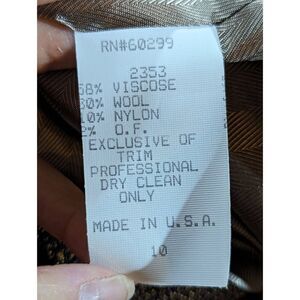 RN#60299
2353
58% VISCOSE
30% WOOL
10% NYLON
2% O.F.
EXCLUSIVE OF
TRIM
PROFESSIONAL
DRY CLEAN
ONLY
MADE IN U.S.A.
10